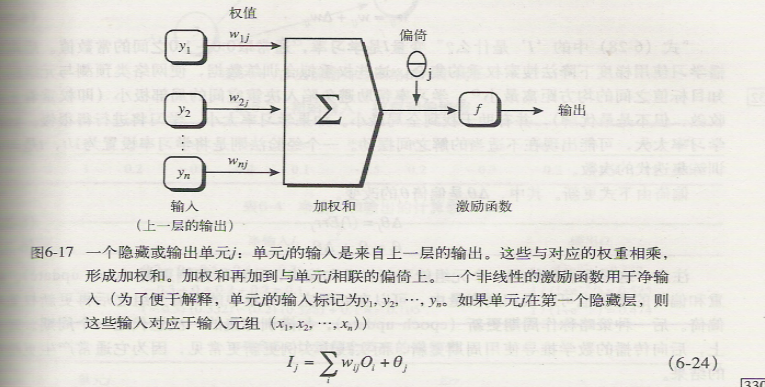 权值
偏倚
y₁
w₁ⱼ
θⱼ
y₂
w₂ⱼ
∑
f
输出
⋮
yₙ
wₙⱼ
输入
(上一层的输出)
加权和
激励函数
图6-17 一个隐藏或输出单元j：单元j的输入是来自上一层的输出。这些与对应的权重相乘，
形成加权和。加权和再加到与单元j相联的偏倚上。一个非线性的激励函数用于净输
入（为了便于解释，单元j的输入标记为y₁, y₂, …, yₙ。如果单元j在第一个隐藏层，则
这些输入对应于输入元组（x₁, x₂, …, xₙ））
Iⱼ = ∑ᵢ wᵢⱼOᵢ + θⱼ (6-24)
330